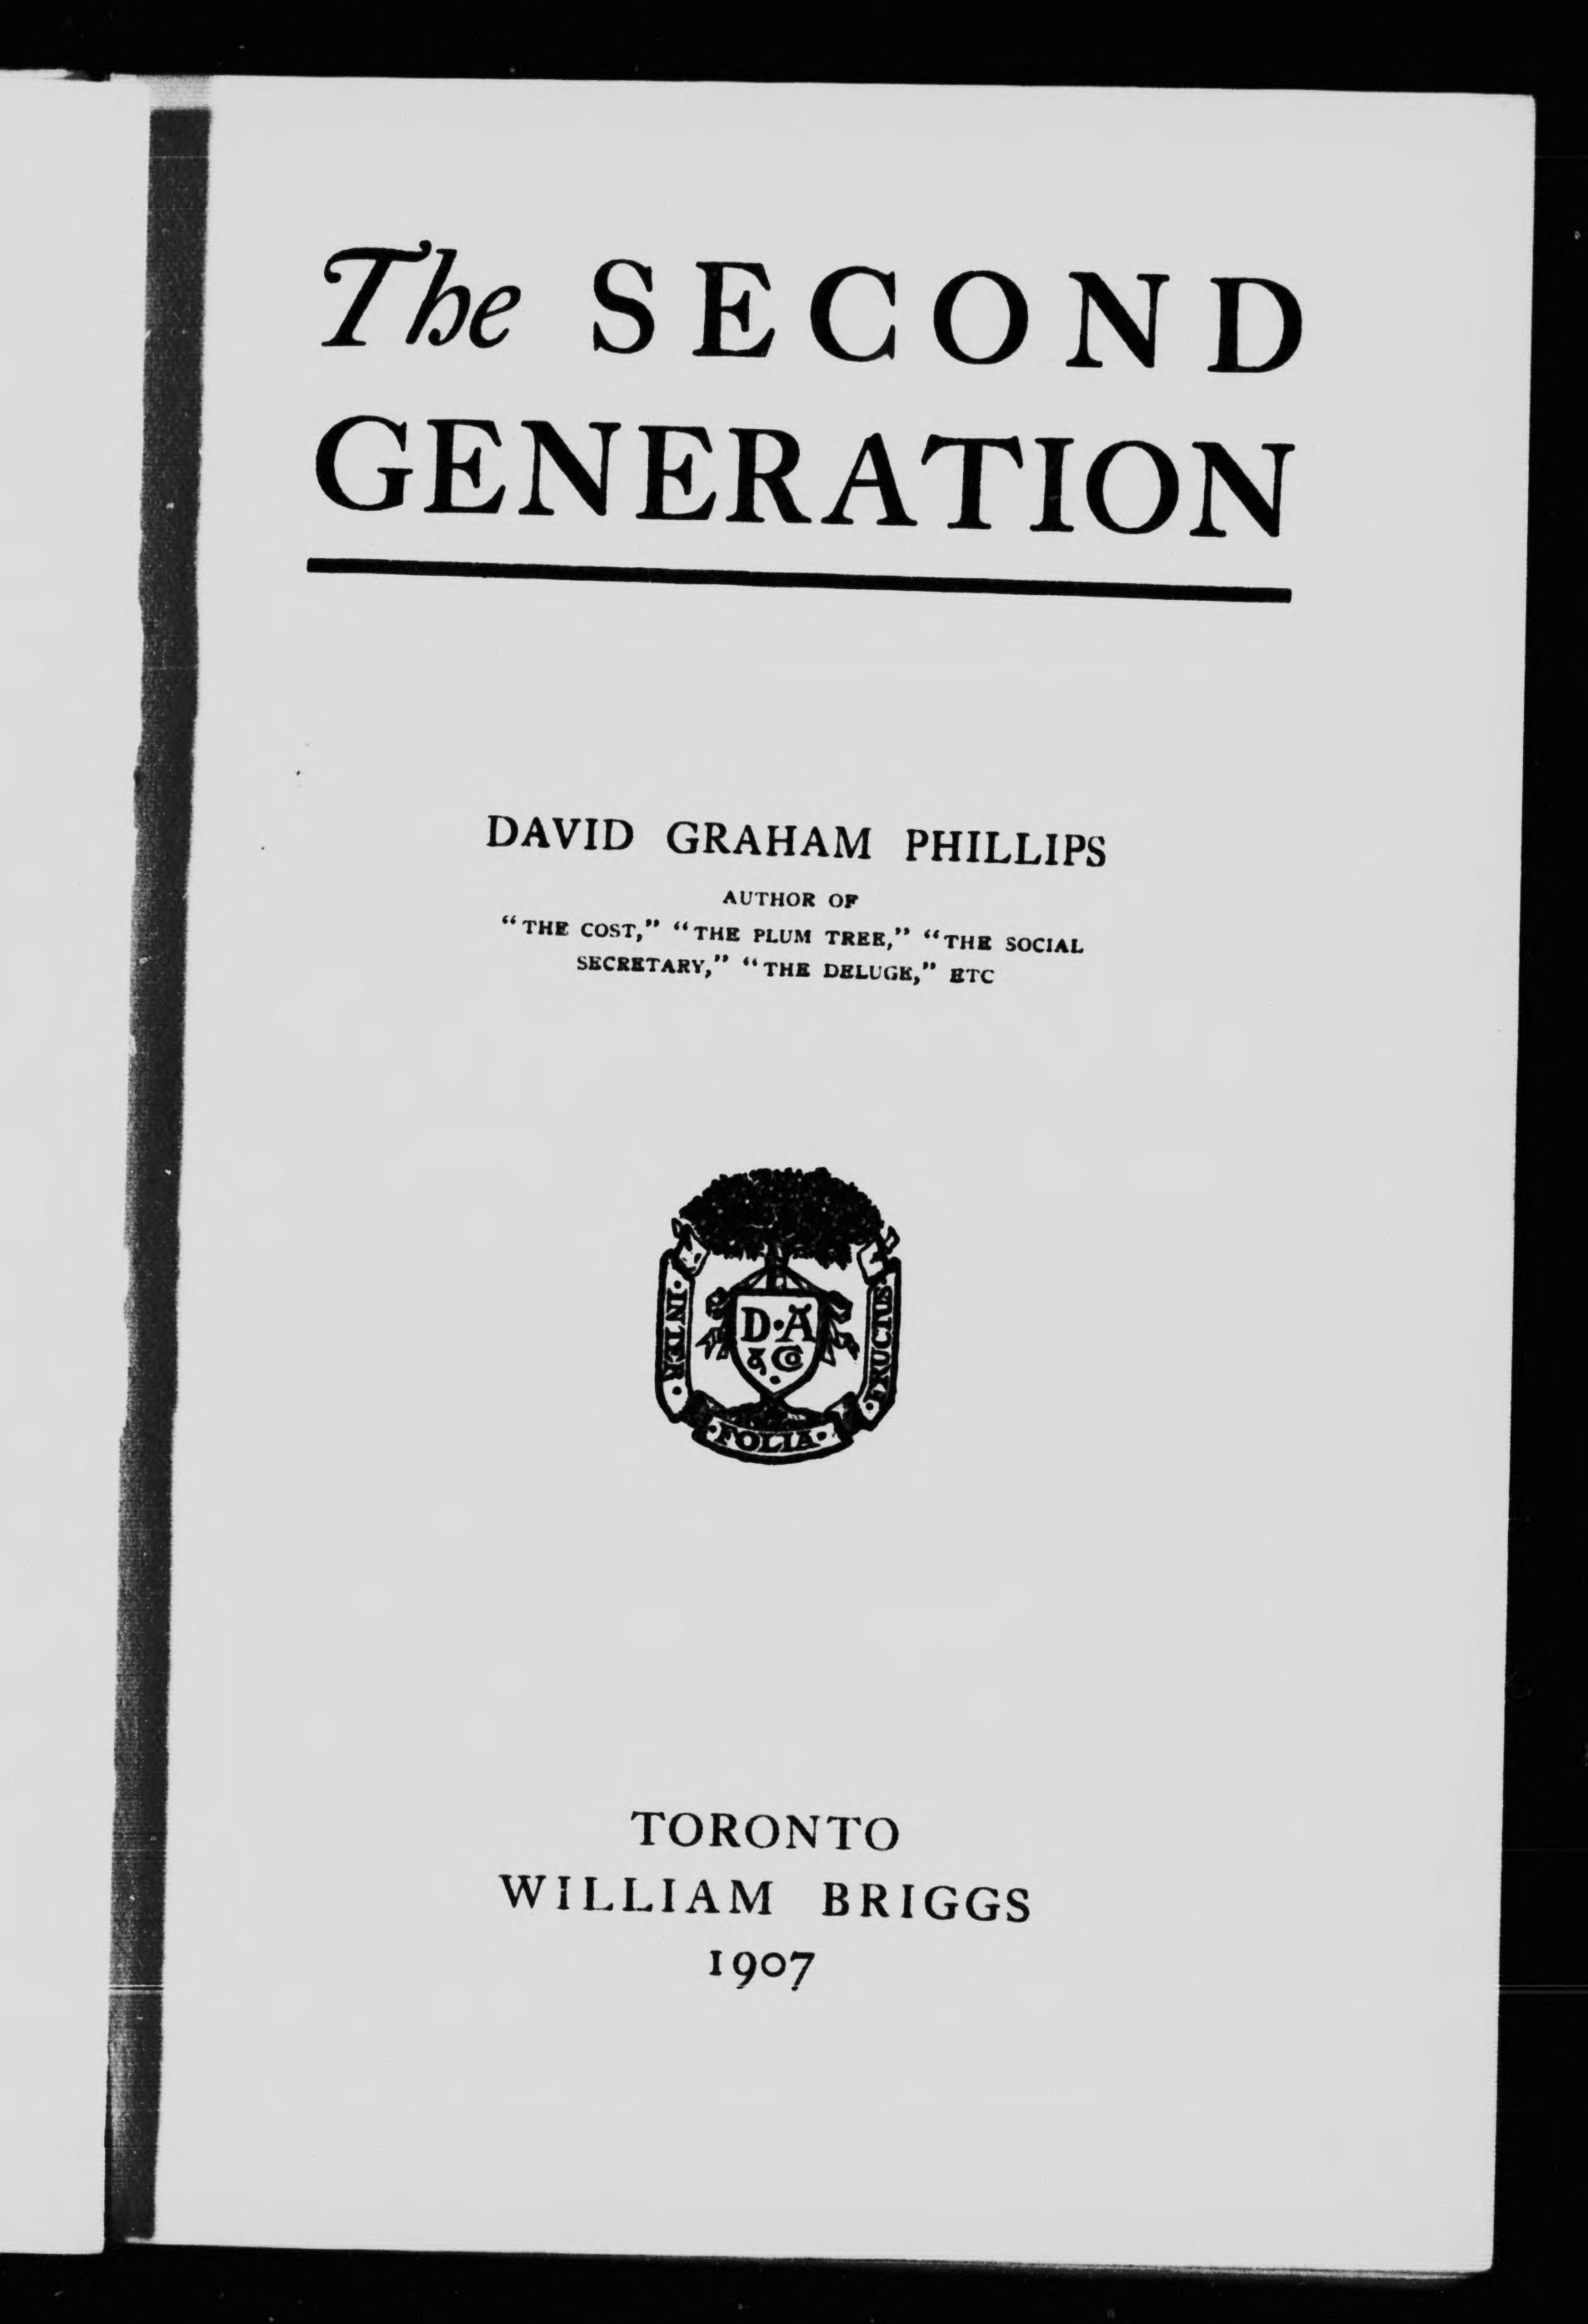 The SECOND
GENERATION
DAVID GRAHAM PHILLIPS
AUTHOR OF
“THE COST,” “THE PLUM TREE,” “THE SOCIAL
SECRETARY,” “THE DELUGE,” ETC
·INTER·
D·A
& Co
·FRUCTUS·
·FOLIA·
TORONTO
WILLIAM BRIGGS
1907